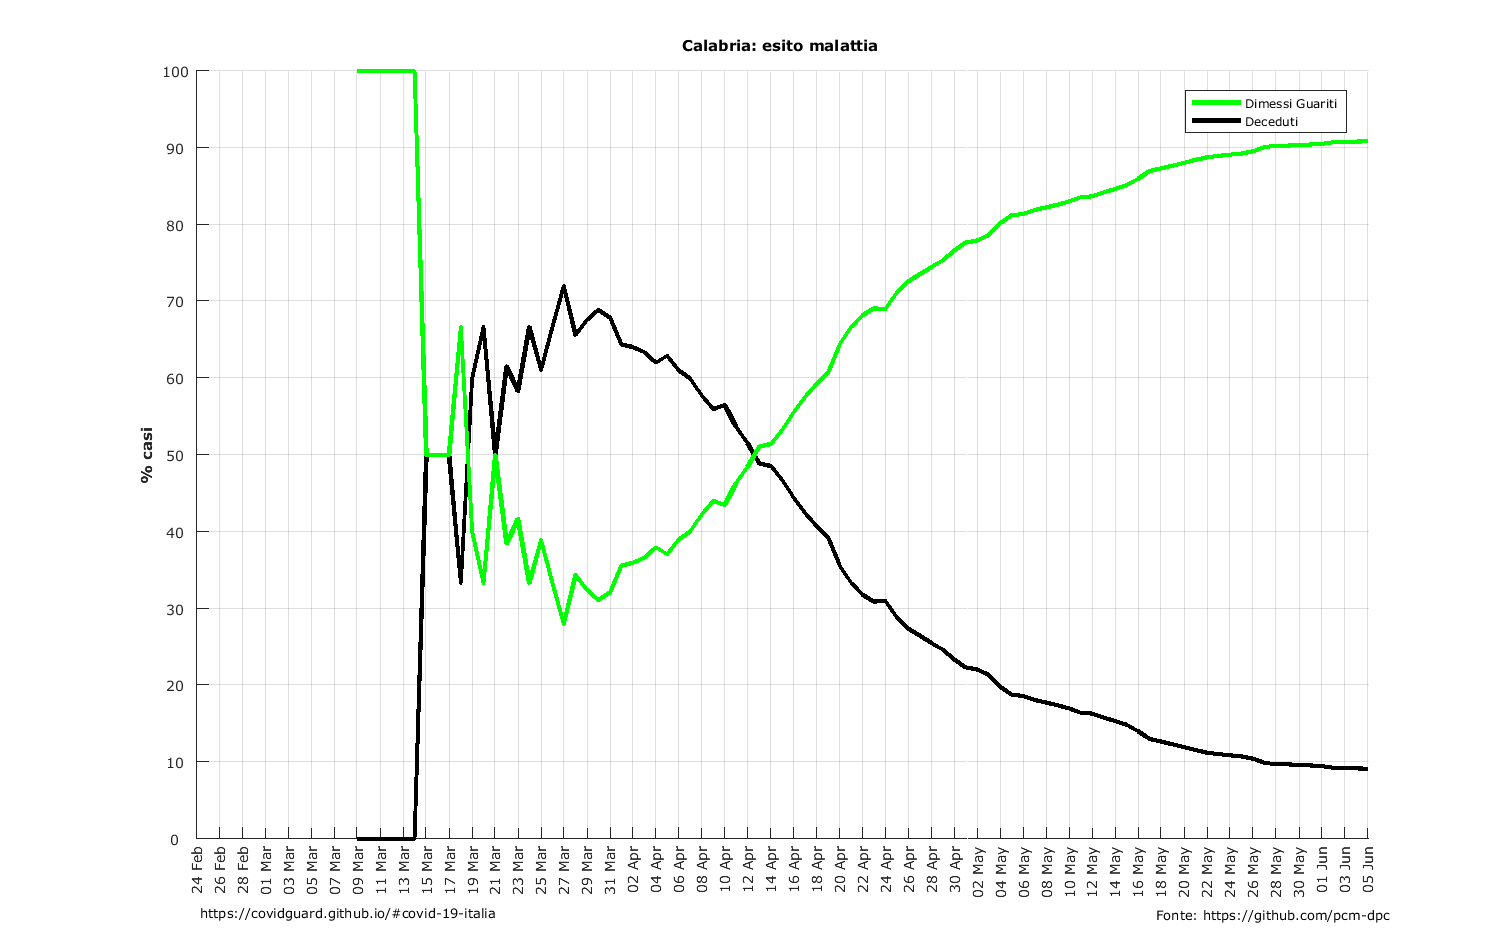 Calabria: esito malattia
Dimessi Guariti
Deceduti
% casi
100
90
80
70
60
50
40
30
20
10
0
24 Feb
26 Feb
28 Feb
01 Mar
03 Mar
05 Mar
07 Mar
09 Mar
11 Mar
13 Mar
15 Mar
17 Mar
19 Mar
21 Mar
23 Mar
25 Mar
27 Mar
29 Mar
31 Mar
02 Apr
04 Apr
06 Apr
08 Apr
10 Apr
12 Apr
14 Apr
16 Apr
18 Apr
20 Apr
22 Apr
24 Apr
26 Apr
28 Apr
30 Apr
02 May
04 May
06 May
08 May
10 May
12 May
14 May
16 May
18 May
20 May
22 May
24 May
26 May
28 May
30 May
01 Jun
03 Jun
05 Jun
https://covidguard.github.io/#covid-19-italia
Fonte: https://github.com/pcm-dpc